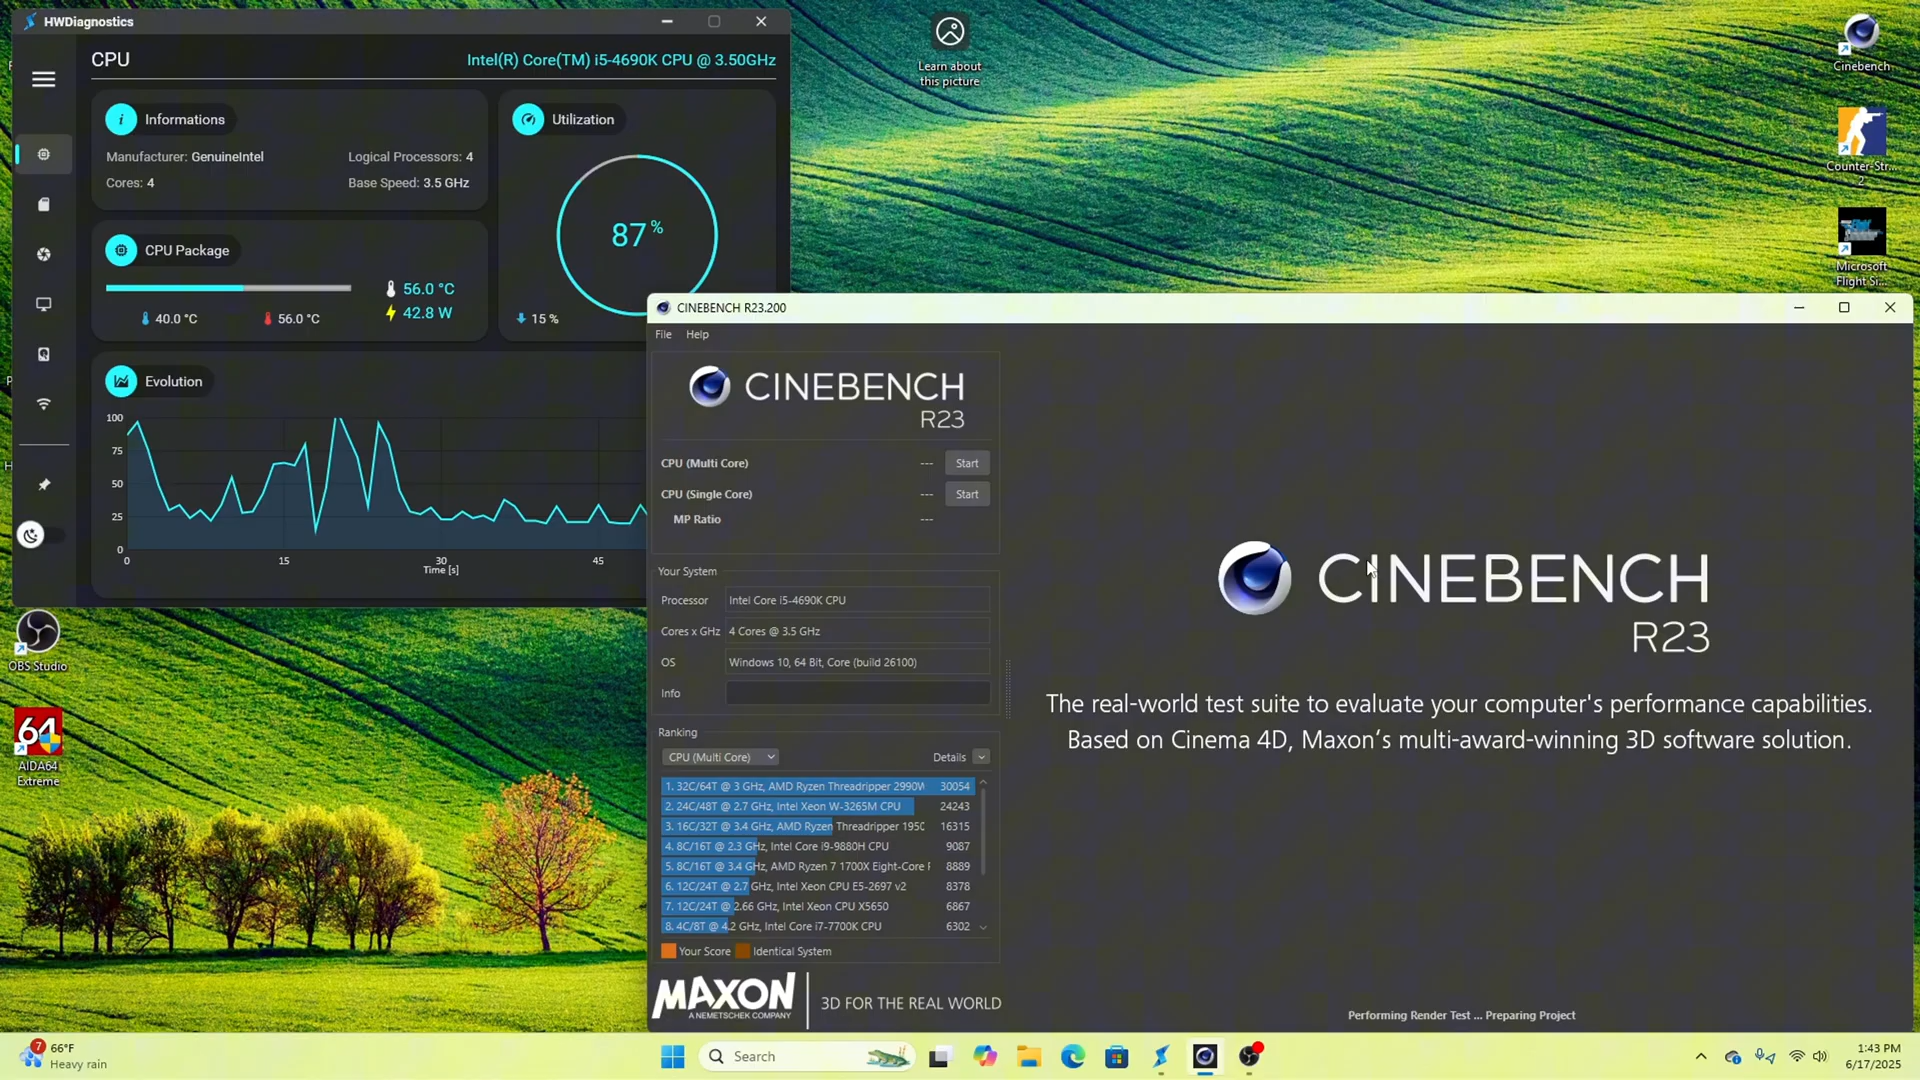 HWDiagnostics
CPU
Intel(R) Core(TM) i5-4690K CPU @ 3.50GHz
Informations
Manufacturer: GenuineIntel
Logical Processors: 4
Cores: 4
Base Speed: 3.5 GHz
Utilization
87 %
15 %
CPU Package
56.0 °C
42.8 W
40.0 °C
56.0 °C
Evolution
100
75
50
25
0
0
15
30
45
Time [s]
Learn about
this picture
Cinebench
Counter-Str...
2
Microsoft
Flight Si...
OBS Studio
64
AIDA64
Extreme
CINEBENCH R23.200
File
Help
CINEBENCH
R23
CPU (Multi Core)
---
Start
CPU (Single Core)
---
Start
MP Ratio
---
Your System
Processor
Intel Core i5-4690K CPU
Cores x GHz
4 Cores @ 3.5 GHz
OS
Windows 10, 64 Bit, Core (build 26100)
Info
Ranking
CPU (Multi Core)
Details
1. 32C/64T @ 3 GHz, AMD Ryzen Threadripper 2990W 30054
2. 24C/48T @ 2.7 GHz, Intel Xeon W-3265M CPU 24243
3. 16C/32T @ 3.4 GHz, AMD Ryzen Threadripper 195C 16315
4. 8C/16T @ 2.3 GHz, Intel Core i9-9880H CPU 9087
5. 8C/16T @ 3.4 GHz, AMD Ryzen 7 1700X Eight-Core 8889
6. 12C/24T @ 2.7 GHz, Intel Xeon CPU E5-2697 v2 8378
7. 12C/24T @ 2.66 GHz, Intel Xeon CPU X5650 6867
8. 4C/8T @ 4.2 GHz, Intel Core i7-7700K CPU 6302
Your Score
Identical System
MAXON
A NEMETSCHEK COMPANY
3D FOR THE REAL WORLD
CINEBENCH
R23
The real-world test suite to evaluate your computer's performance capabilities.
Based on Cinema 4D, Maxon's multi-award-winning 3D software solution.
Performing Render Test ... Preparing Project
7
66°F
Heavy rain
Search
1:43 PM
6/17/2025